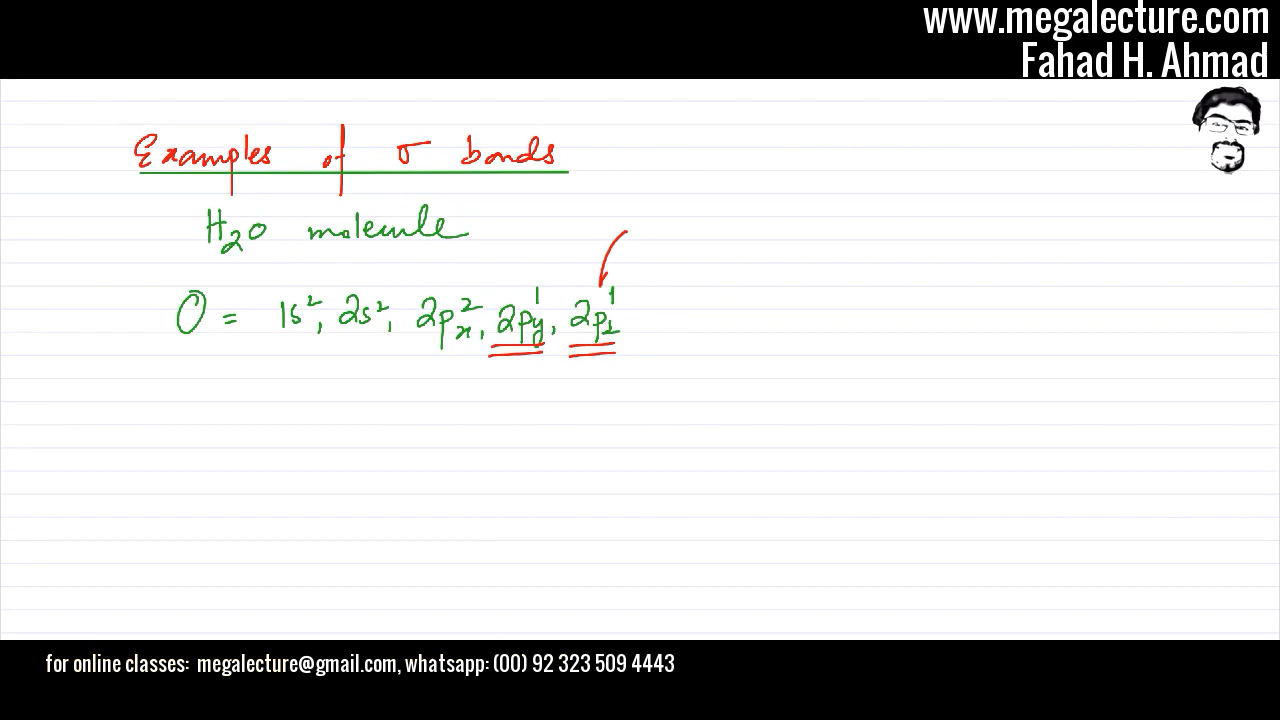 www.megalecture.com
Fahad H. Ahmad
Examples of σ bonds
H₂O molecule
O = 1s², 2s², 2pₓ², 2py¹, 2pz¹
for online classes: megalecture@gmail.com, whatsapp: (00) 92 323 509 4443